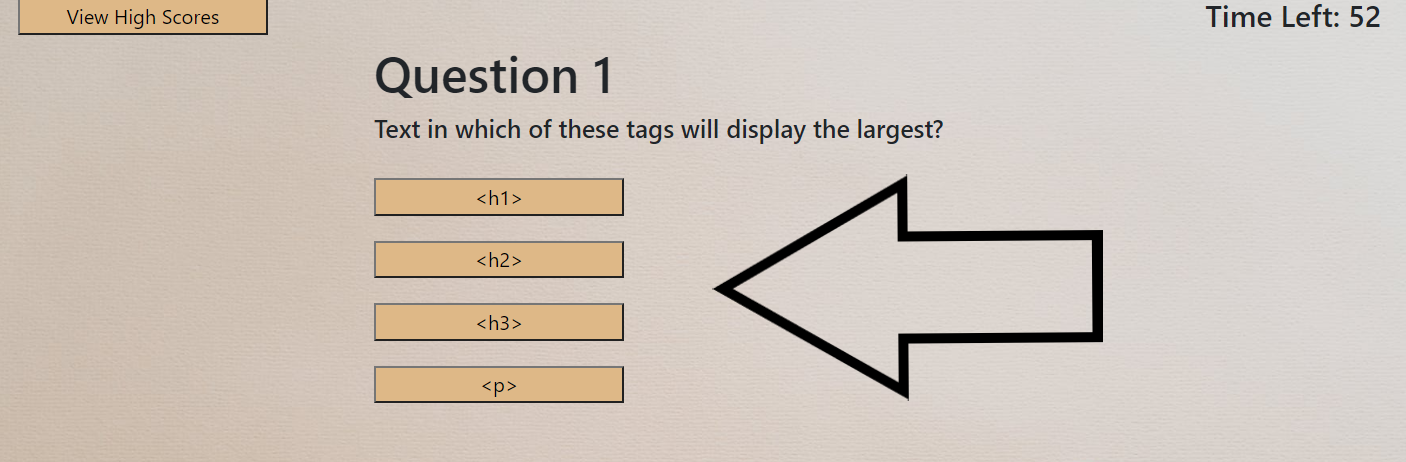 View High Scores
Time Left: 52
Question 1
Text in which of these tags will display the largest?
<h1>
<h2>
<h3>
<p>